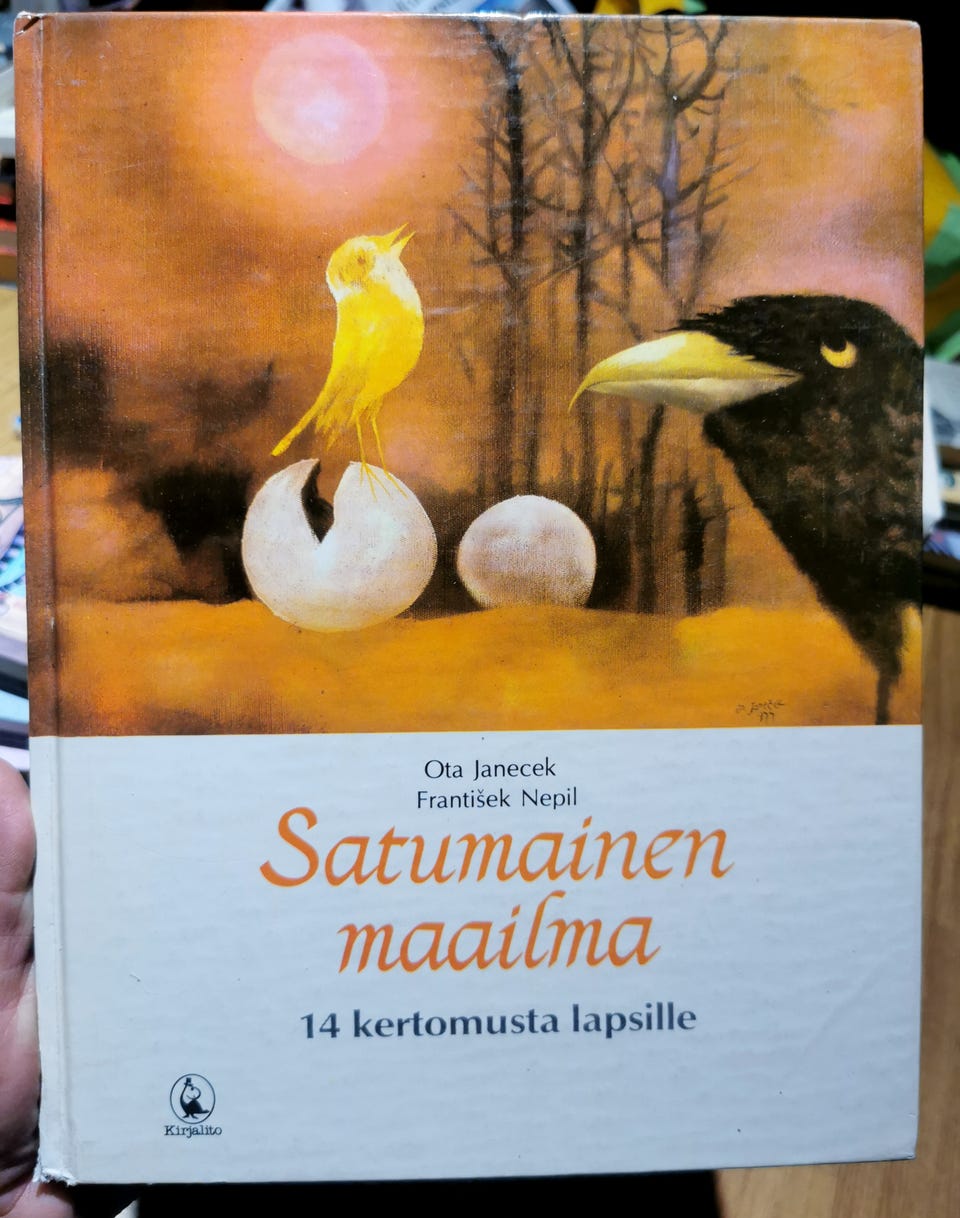 Ota Janecek
František Nepil
Satumainen
maailma
14 kertomusta lapsille
Kirjalito